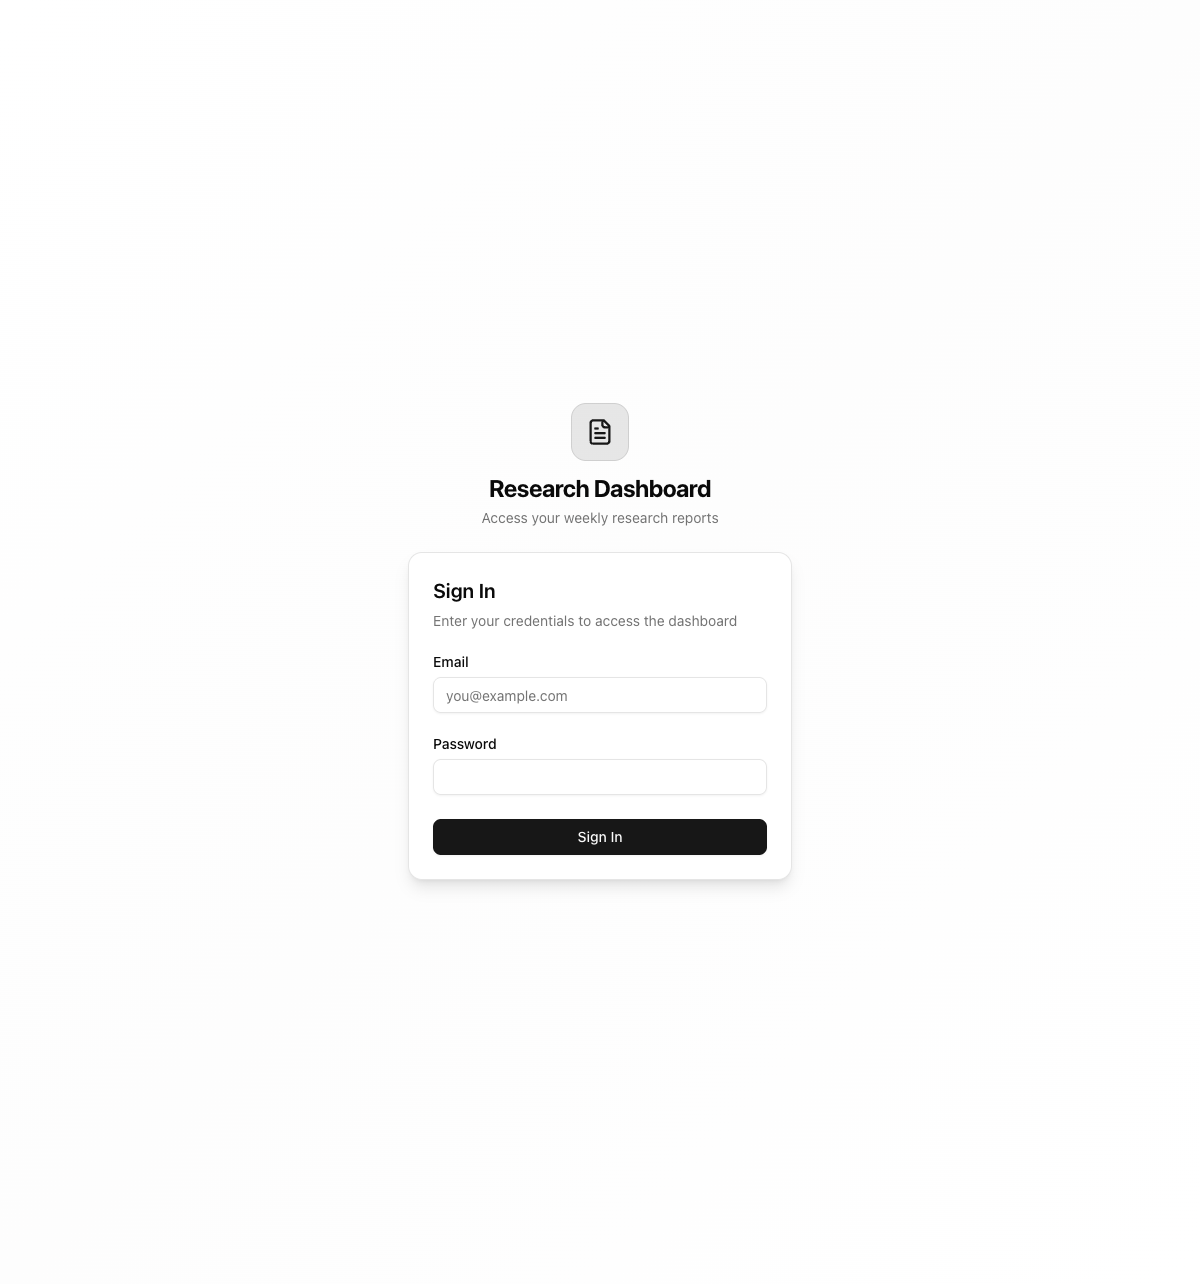 Research Dashboard
Access your weekly research reports
Sign In
Enter your credentials to access the dashboard
Email
you@example.com
Password
Sign In